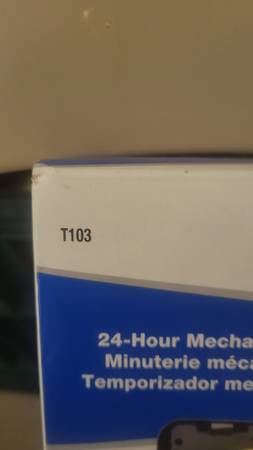 T103
24-Hour Mecha
Minuterie méca
Temporizador me